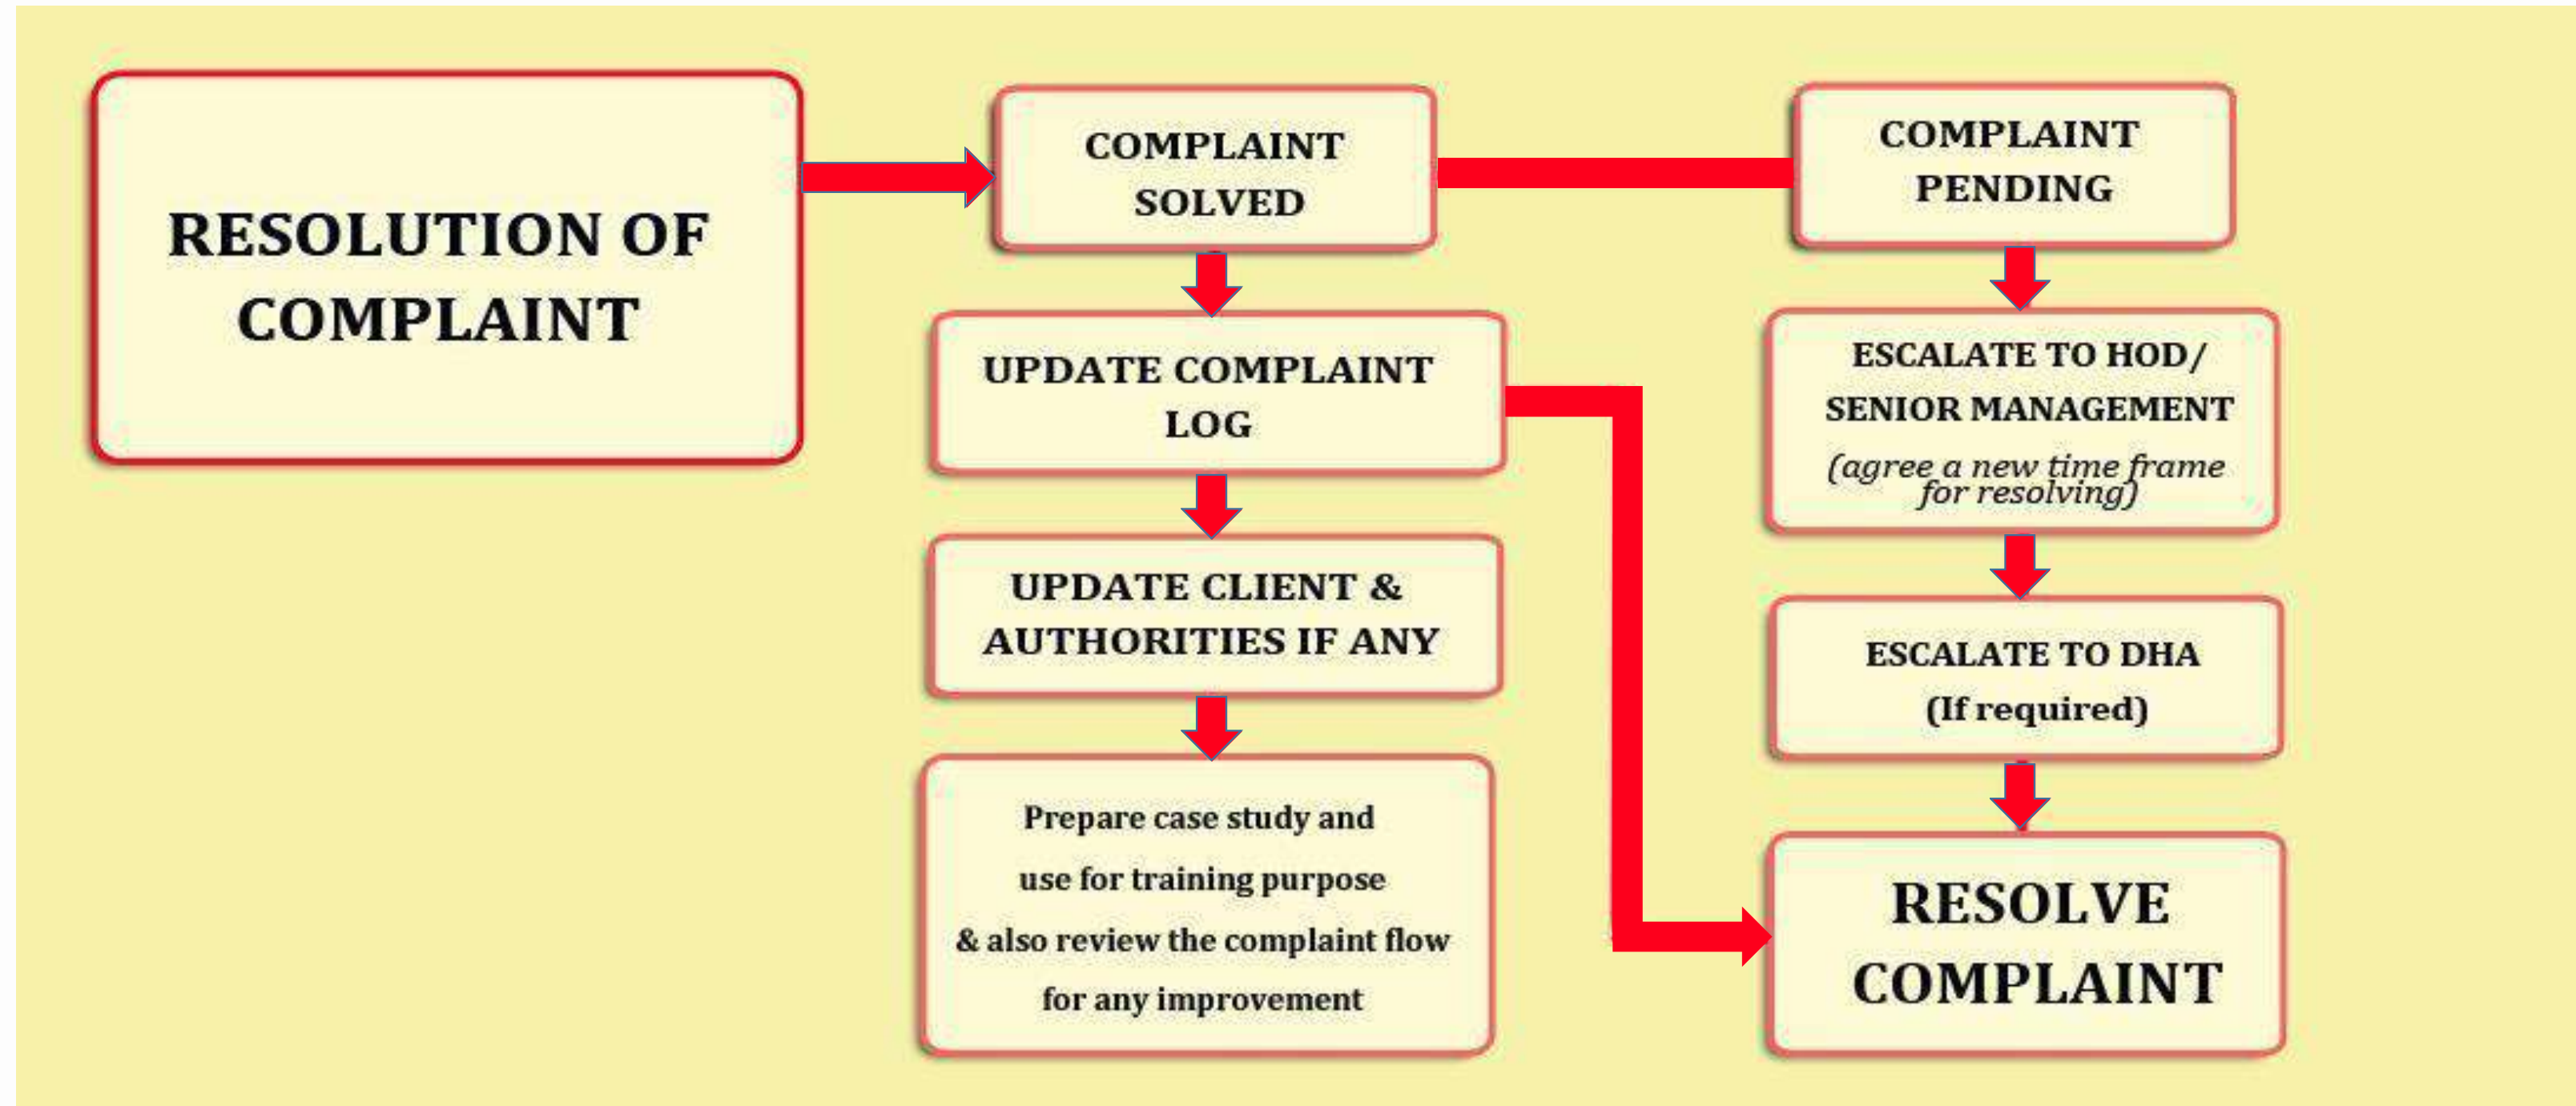 RESOLUTION OF
COMPLAINT
COMPLAINT
SOLVED
UPDATE COMPLAINT
LOG
UPDATE CLIENT &
AUTHORITIES IF ANY
Prepare case study and
use for training purpose
& also review the complaint flow
for any improvement
COMPLAINT
PENDING
ESCALATE TO HOD/
SENIOR MANAGEMENT
(agree a new time frame
for resolving)
ESCALATE TO DHA
(If required)
RESOLVE
COMPLAINT